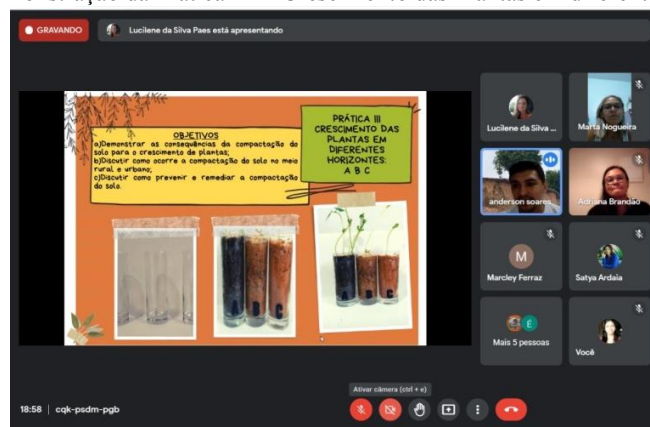 GRAVANDO
Lucilene da Silva Paes está apresentando
OBJETIVOS
a)Demonstrar as consequências da compactação do
solo para o crescimento de plantas;
b)Discutir como ocorre a compactação do solo no meio
rural e urbano;
c)Discutir como prevenir e remediar a compactação
do solo.
PRÁTICA III
CRESCIMENTO DAS
PLANTAS EM
DIFERENTES
HORIZONTES:
A B C
A B C
A B C
Lucilene da Silva ...
Marta Nogueira
anderson soares
Adriana Brandão
M
Marcley Ferraz
Satya Ardaia
É
Mais 5 pessoas
Você
Ativar câmera (ctrl + e)
18:58 | cqk-psdm-pgb